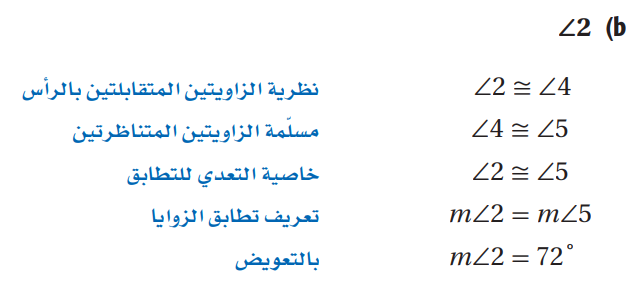 ∠2 (b
∠2 ≅ ∠4 نظرية الزاويتين المتقابلتين بالرأس
∠4 ≅ ∠5 مسلّمة الزاويتين المتناظرتين
∠2 ≅ ∠5 خاصية التعدي للتطابق
m∠2 = m∠5 تعريف تطابق الزوايا
m∠2 = 72° بالتعويض